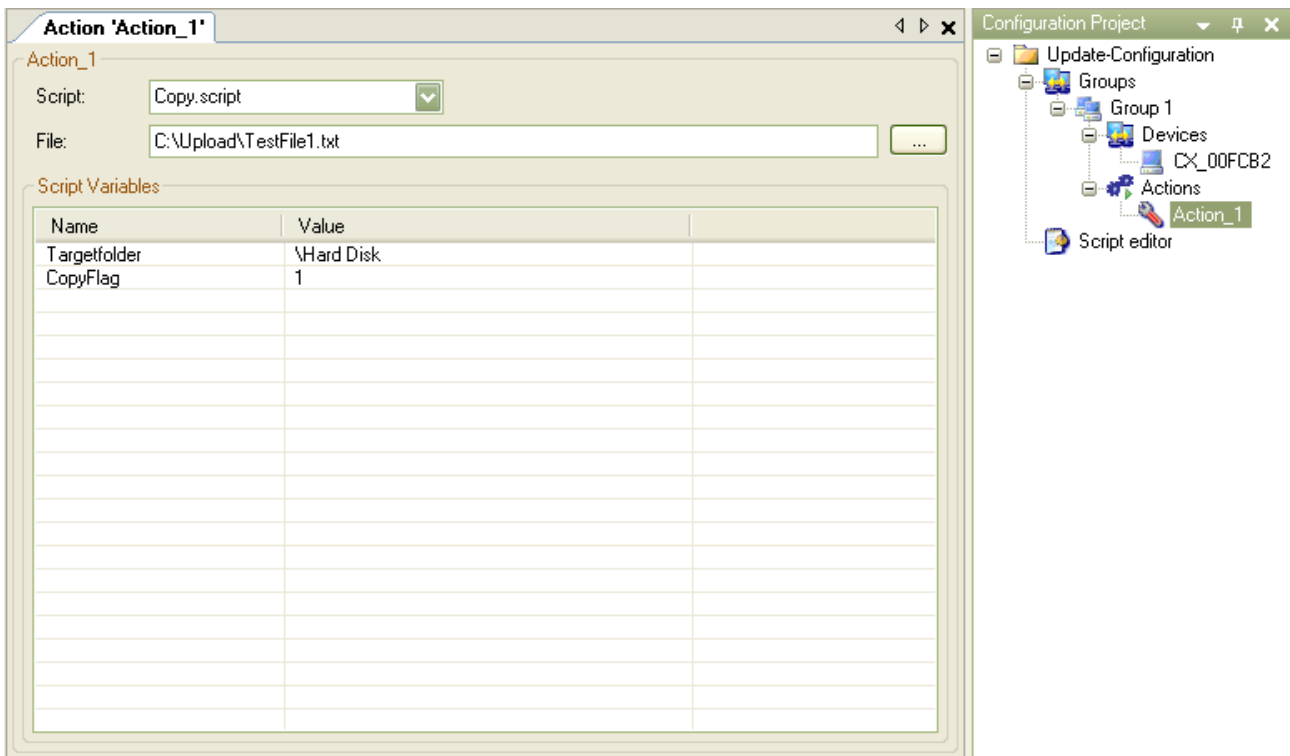 Action 'Action_1'
Action_1
Script: Copy.script
File: C:\Upload\TestFile1.txt ...
Script Variables
Name Value
Targetfolder \Hard Disk
CopyFlag 1
Configuration Project
Update-Configuration
Groups
Group 1
Devices
CX_00FCB2
Actions
Action_1
Script editor